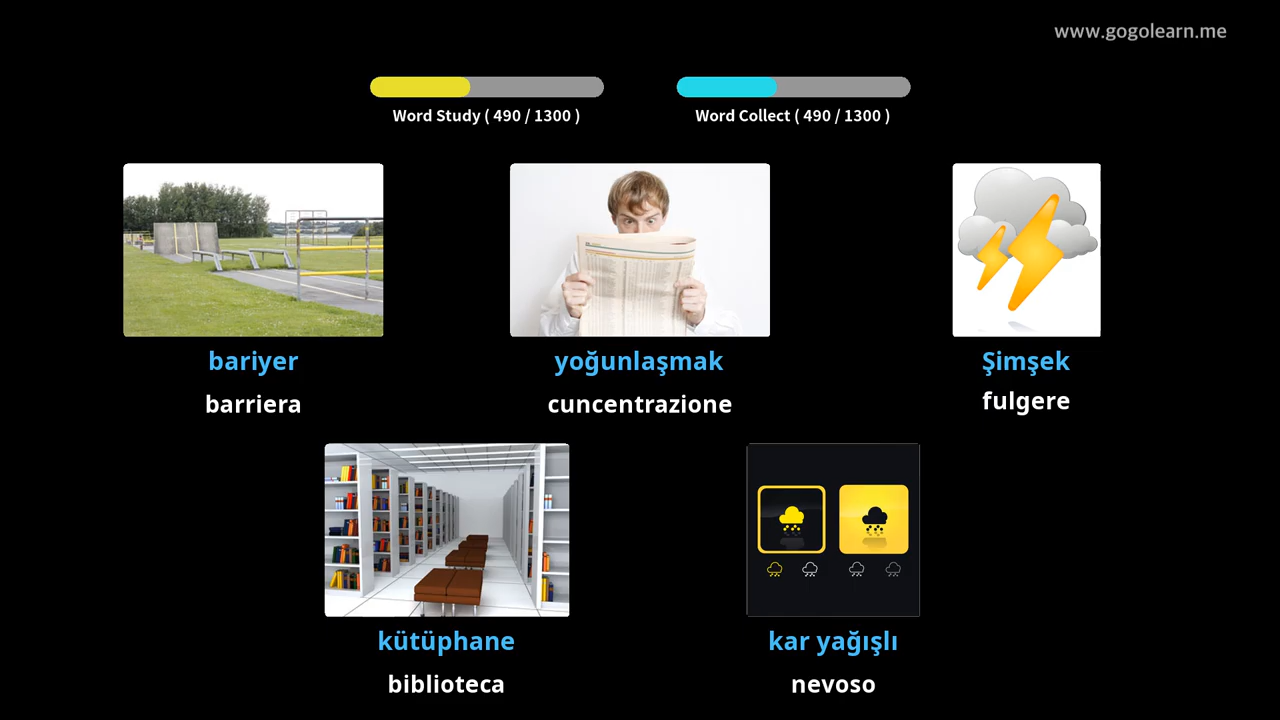 www.gogolearn.me
Word Study ( 490 / 1300 )
Word Collect ( 490 / 1300 )
bariyer
barriera
yoğunlaşmak
cuncentrazione
Şimşek
fulgere
kütüphane
biblioteca
kar yağışlı
nevoso